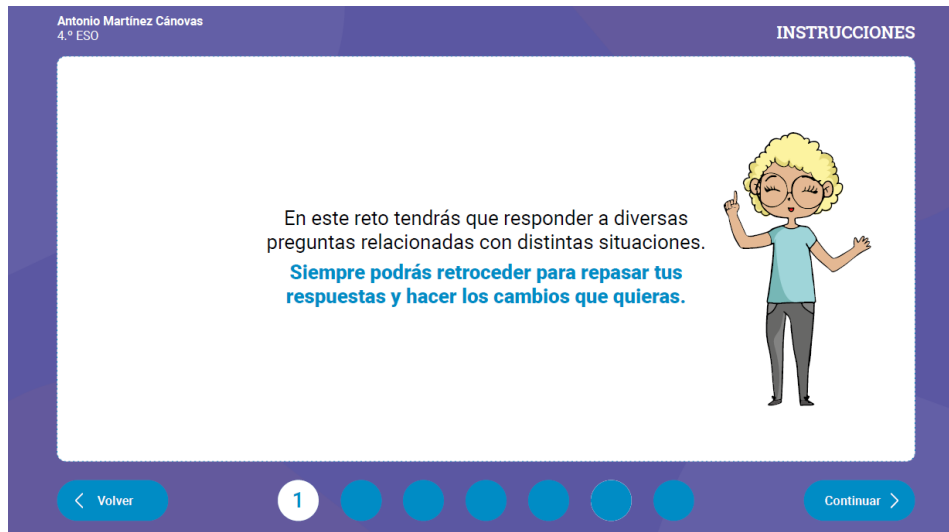 Antonio Martínez Cánovas
4.º ESO
INSTRUCCIONES
En este reto tendrás que responder a diversas
preguntas relacionadas con distintas situaciones.
Siempre podrás retroceder para repasar tus
respuestas y hacer los cambios que quieras.
Volver
1
Continuar